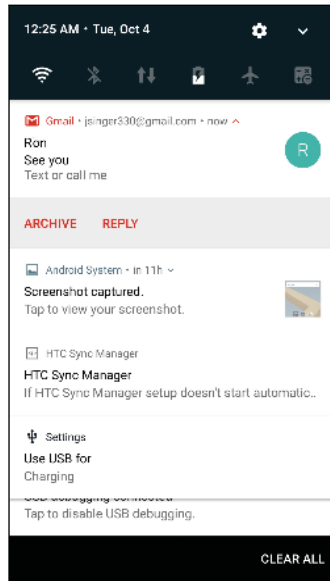 12:25 AM • Tue, Oct 4
Gmail • jsinger330@gmail.com • now
Ron
See you
Text or call me
R
ARCHIVE REPLY
Android System • in 11h
Screenshot captured.
Tap to view your screenshot.
HTC Sync Manager
HTC Sync Manager
If HTC Sync Manager setup doesn't start automatic..
Settings
Use USB for
Charging
USB debugging connected
Tap to disable USB debugging.
CLEAR ALL